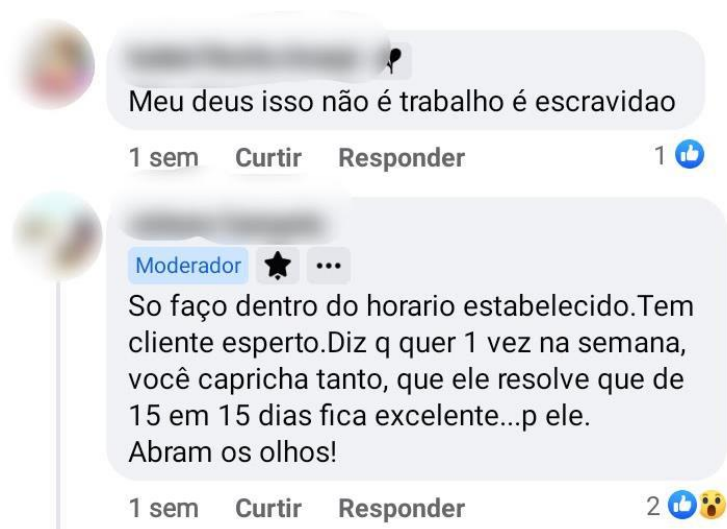 Meu deus isso não é trabalho é escravidao
1 sem Curtir Responder 1
Moderador
So faço dentro do horario estabelecido.Tem
cliente esperto.Diz q quer 1 vez na semana,
você capricha tanto, que ele resolve que de
15 em 15 dias fica excelente...p ele.
Abram os olhos!
1 sem Curtir Responder 2